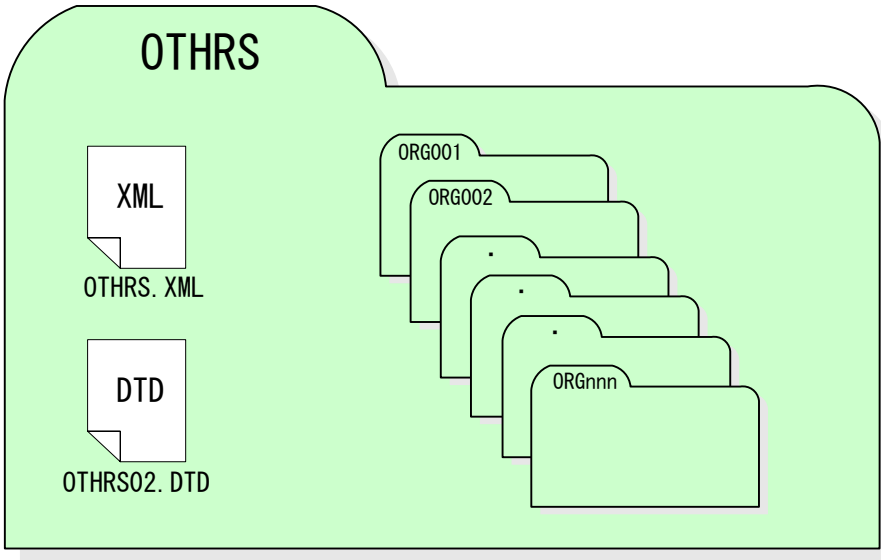 OTHRS
XML
OTHRS.XML
DTD
OTHRS02.DTD
ORG001
ORG002
.
.
.
ORGnnn